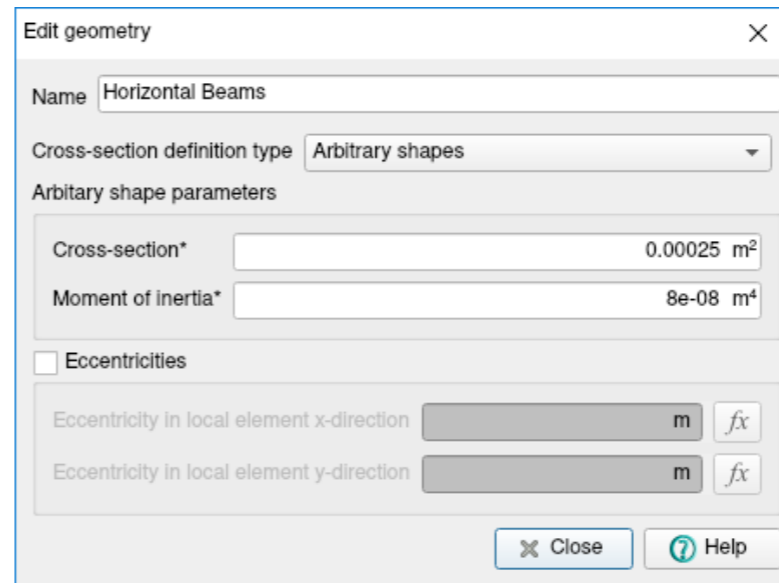 Edit geometry
Name Horizontal Beams
Cross-section definition type Arbitrary shapes
Arbitary shape parameters
Cross-section* 0.00025 m²
Moment of inertia* 8e-08 m⁴
Eccentricities
Eccentricity in local element x-direction m fx
Eccentricity in local element y-direction m fx
Close Help